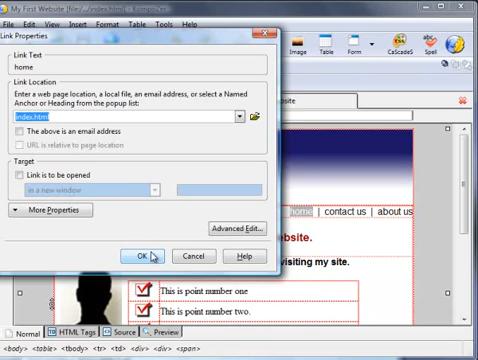 My First Website
File Edit View Insert Format Table Tools Help
Link Properties
Image Table Form CaScadeS Spell
Link Text
home
Link Location
Enter a web page location, a local file, an email address, or select a Named
Anchor or Heading from the popup list:
index.html
The above is an email address
URL is relative to page location
Target
Link is to be opened
in a new window
More Properties
Advanced Edit...
OK Cancel Help
home | contact us | about us
bsite.
visiting my site.
This is point number one
This is point number two.
Normal HTML Tags Source Preview
<body> <table> <tbody> <tr> <td> <div> <div> <span>